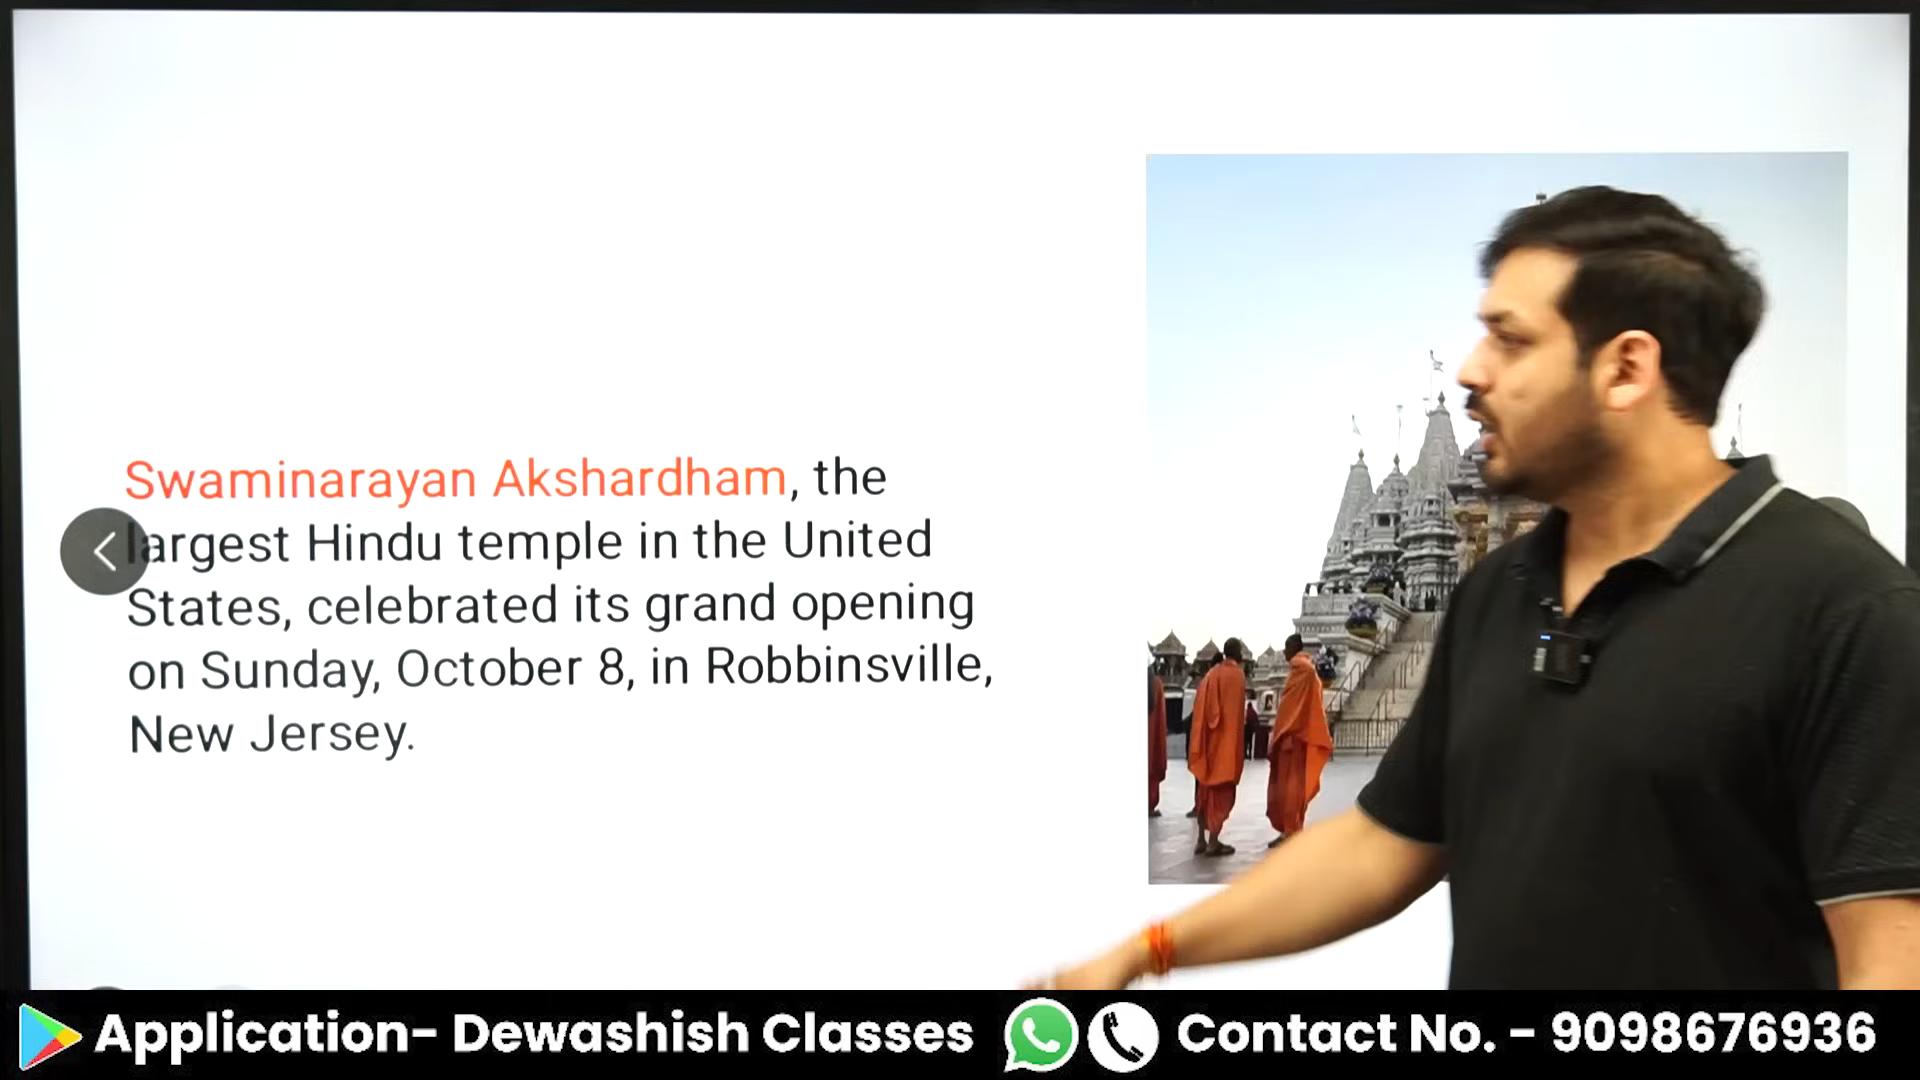 Swaminarayan Akshardham, the
largest Hindu temple in the United
States, celebrated its grand opening
on Sunday, October 8, in Robbinsville,
New Jersey.
Application- Dewashish Classes Contact No. - 9098676936